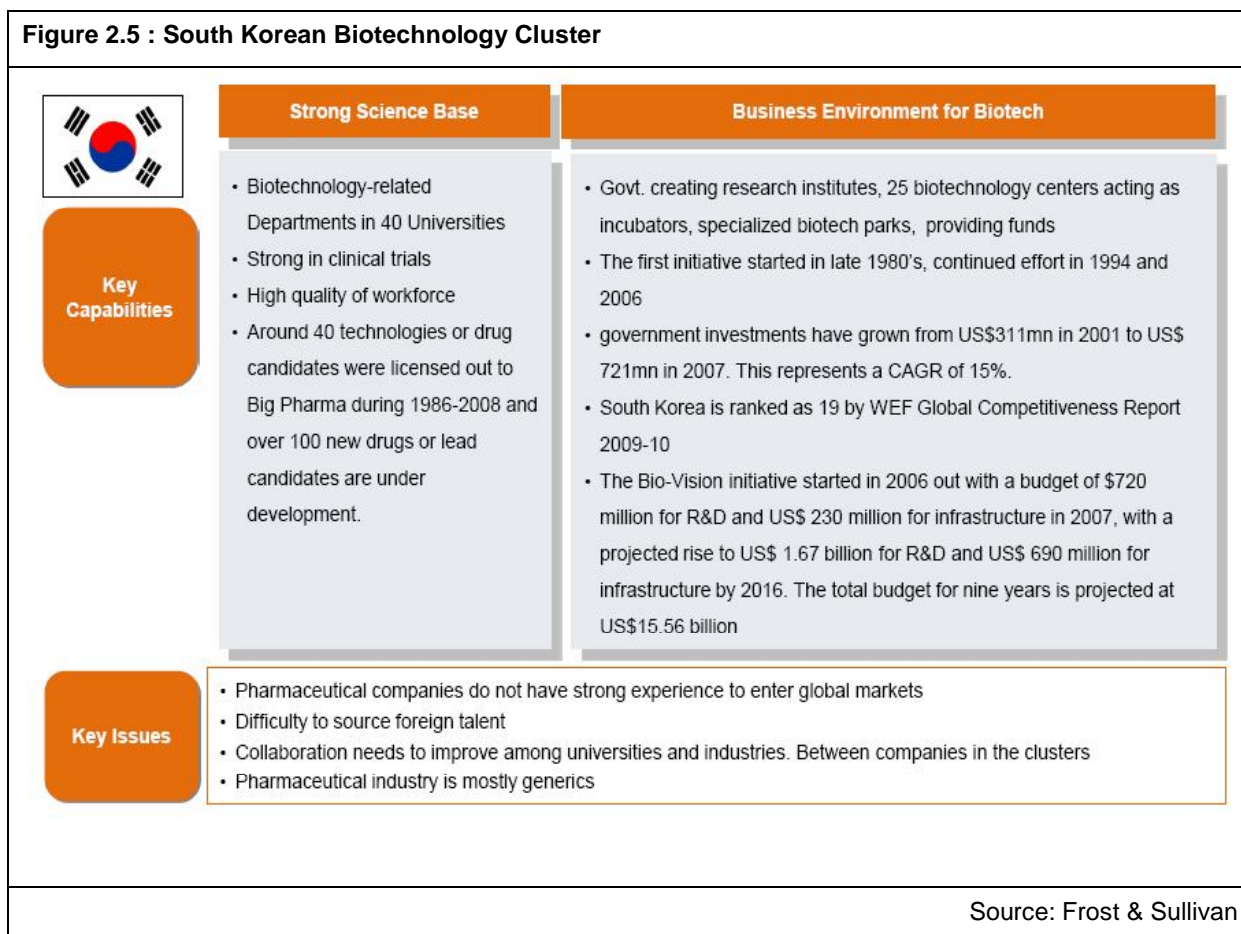 Figure 2.5 : South Korean Biotechnology Cluster
Strong Science Base
Business Environment for Biotech
Key
Capabilities
• Biotechnology-related
Departments in 40 Universities
• Strong in clinical trials
• High quality of workforce
• Around 40 technologies or drug
candidates were licensed out to
Big Pharma during 1986-2008 and
over 100 new drugs or lead
candidates are under
development.
• Govt. creating research institutes, 25 biotechnology centers acting as
incubators, specialized biotech parks, providing funds
• The first initiative started in late 1980's, continued effort in 1994 and
2006
• government investments have grown from US$311mn in 2001 to US$
721mn in 2007. This represents a CAGR of 15%.
• South Korea is ranked as 19 by WEF Global Competitiveness Report
2009-10
• The Bio-Vision initiative started in 2006 out with a budget of $720
million for R&D and US$ 230 million for infrastructure in 2007, with a
projected rise to US$ 1.67 billion for R&D and US$ 690 million for
infrastructure by 2016. The total budget for nine years is projected at
US$15.56 billion
Key Issues
• Pharmaceutical companies do not have strong experience to enter global markets
• Difficulty to source foreign talent
• Collaboration needs to improve among universities and industries. Between companies in the clusters
• Pharmaceutical industry is mostly generics
Source: Frost & Sullivan